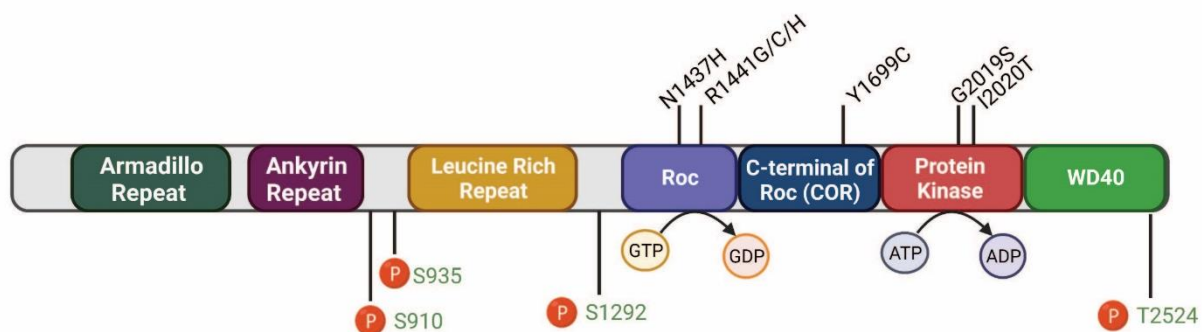 N1437H
R1441G/C/H
Y1699C
G2019S
I2020T
Armadillo
Repeat
Ankyrin
Repeat
Leucine Rich
Repeat
Roc
C-terminal of
Roc (COR)
Protein
Kinase
WD40
GTP
GDP
ATP
ADP
P S935
P S910
P S1292
P T2524